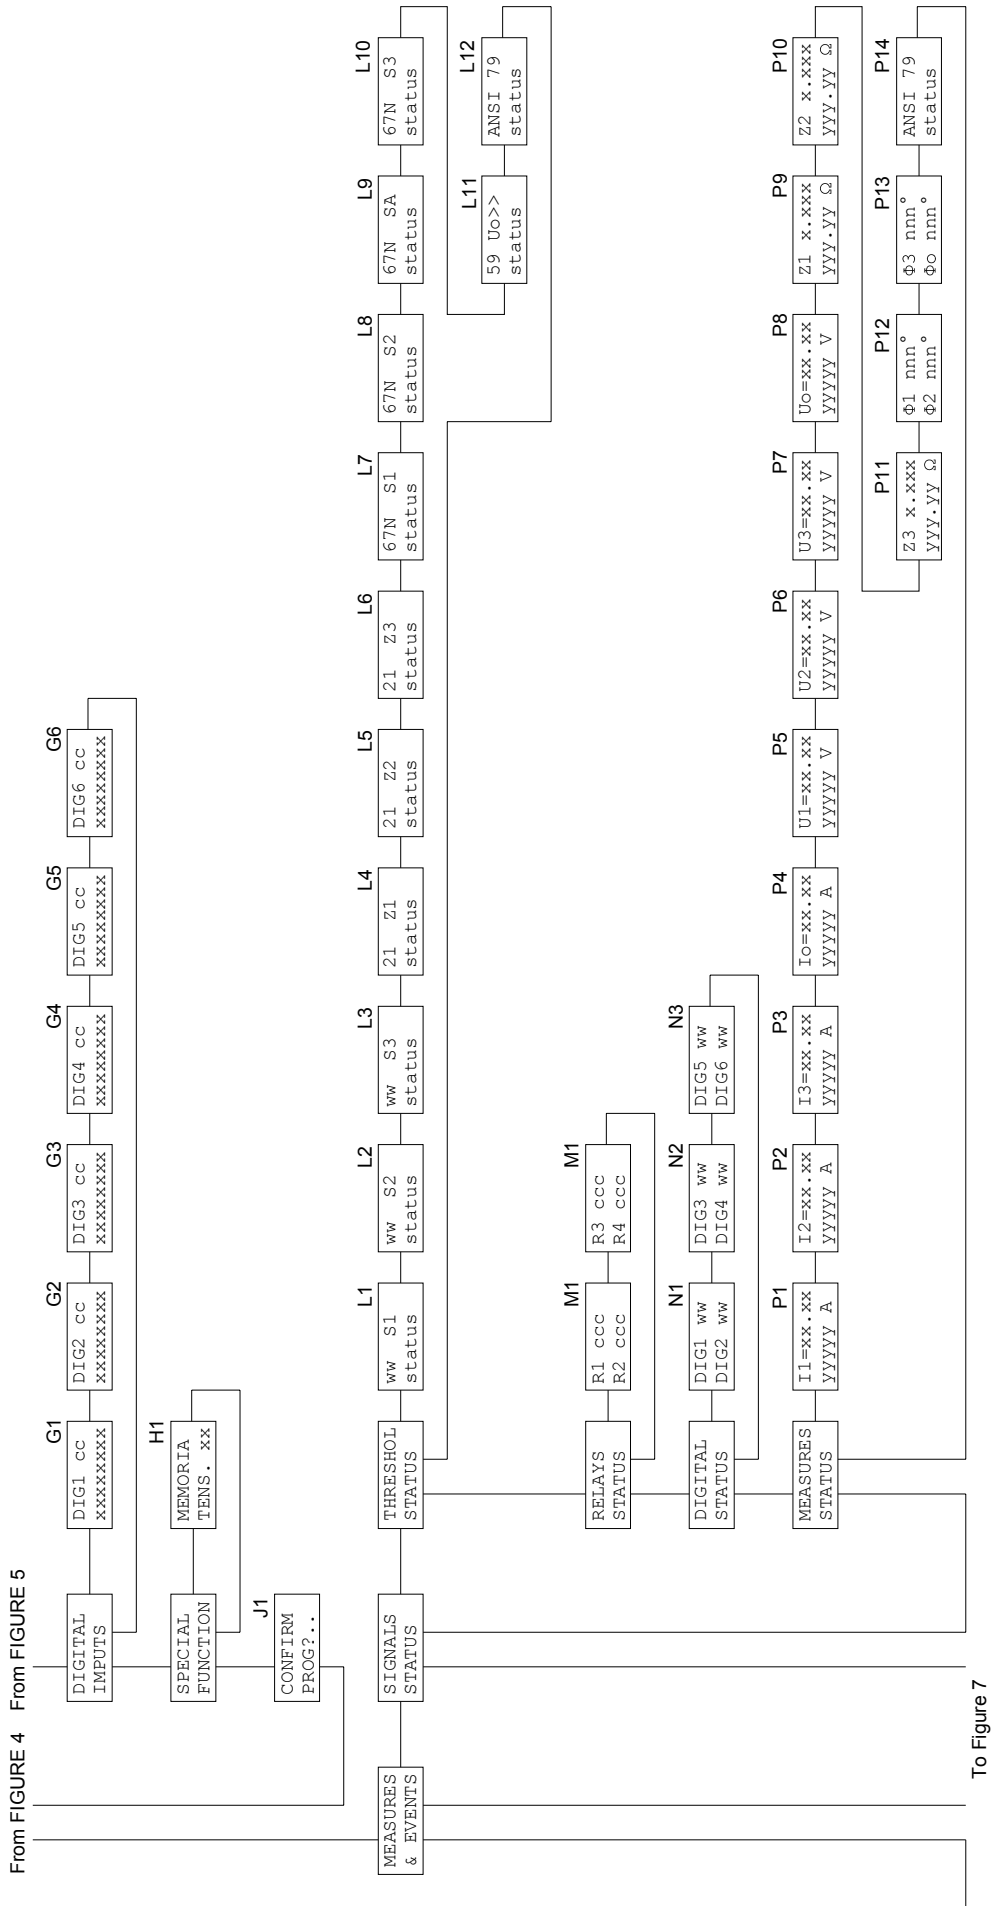 From FIGURE 4
From FIGURE 5
DIGITAL
IMPUTS
G1
DIG1 cc
xxxxxxxxx
G2
DIG2 cc
xxxxxxxxx
G3
DIG3 cc
xxxxxxxxx
G4
DIG4 cc
xxxxxxxxx
G5
DIG5 cc
xxxxxxxxx
G6
DIG6 cc
xxxxxxxxx
SPECIAL
FUNCTION
H1
MEMORIA
TENS. xx
J1
CONFIRM
PROG?..
MEASURES
& EVENTS
SIGNALS
STATUS
THRESHOL
STATUS
L1
ww S1
status
L2
ww S2
status
L3
ww S3
status
L4
21 Z1
status
L5
21 Z2
status
L6
21 Z3
status
L7
67N S1
status
L8
67N S2
status
L9
67N SA
status
L10
67N S3
status
L11
59 Uo>>
status
L12
ANSI 79
status
RELAYS
STATUS
M1
R1 ccc
R2 ccc
M1
R3 ccc
R4 ccc
DIGITAL
STATUS
N1
DIG1 ww
DIG2 ww
N2
DIG3 ww
DIG4 ww
N3
DIG5 ww
DIG6 ww
MEASURES
STATUS
P1
I1=xx.xx
yyyyy A
P2
I2=xx.xx
yyyyy A
P3
I3=xx.xx
yyyyy A
P4
Io=xx.xx
yyyyy A
P5
U1=xx.xx
yyyyy V
P6
U2=xx.xx
yyyyy V
P7
U3=xx.xx
yyyyy V
P8
Uo=xx.xx
yyyyy V
P9
Z1 x.xxx
yyy.yy Ω
P10
Z2 x.xxx
yyy.yy Ω
P11
Z3 x.xxx
yyy.yy Ω
P12
Φ1 nnn°
Φ2 nnn°
P13
Φ3 nnn°
Φo nnn°
P14
ANSI 79
status
To Figure 7